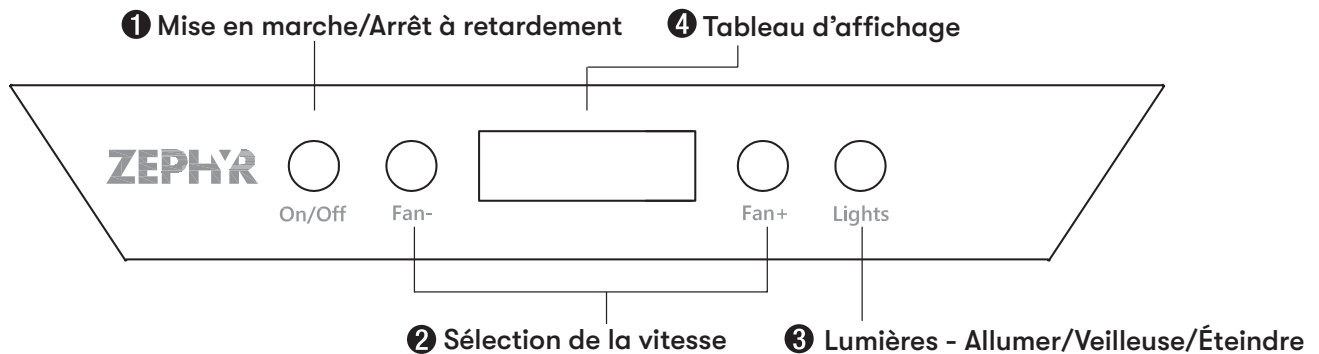 ❶ Mise en marche/Arrêt à retardement
❹ Tableau d'affichage
ZEPHYR
On/Off
Fan-
Fan+
Lights
❷ Sélection de la vitesse
❸ Lumières - Allumer/Veilleuse/Éteindre